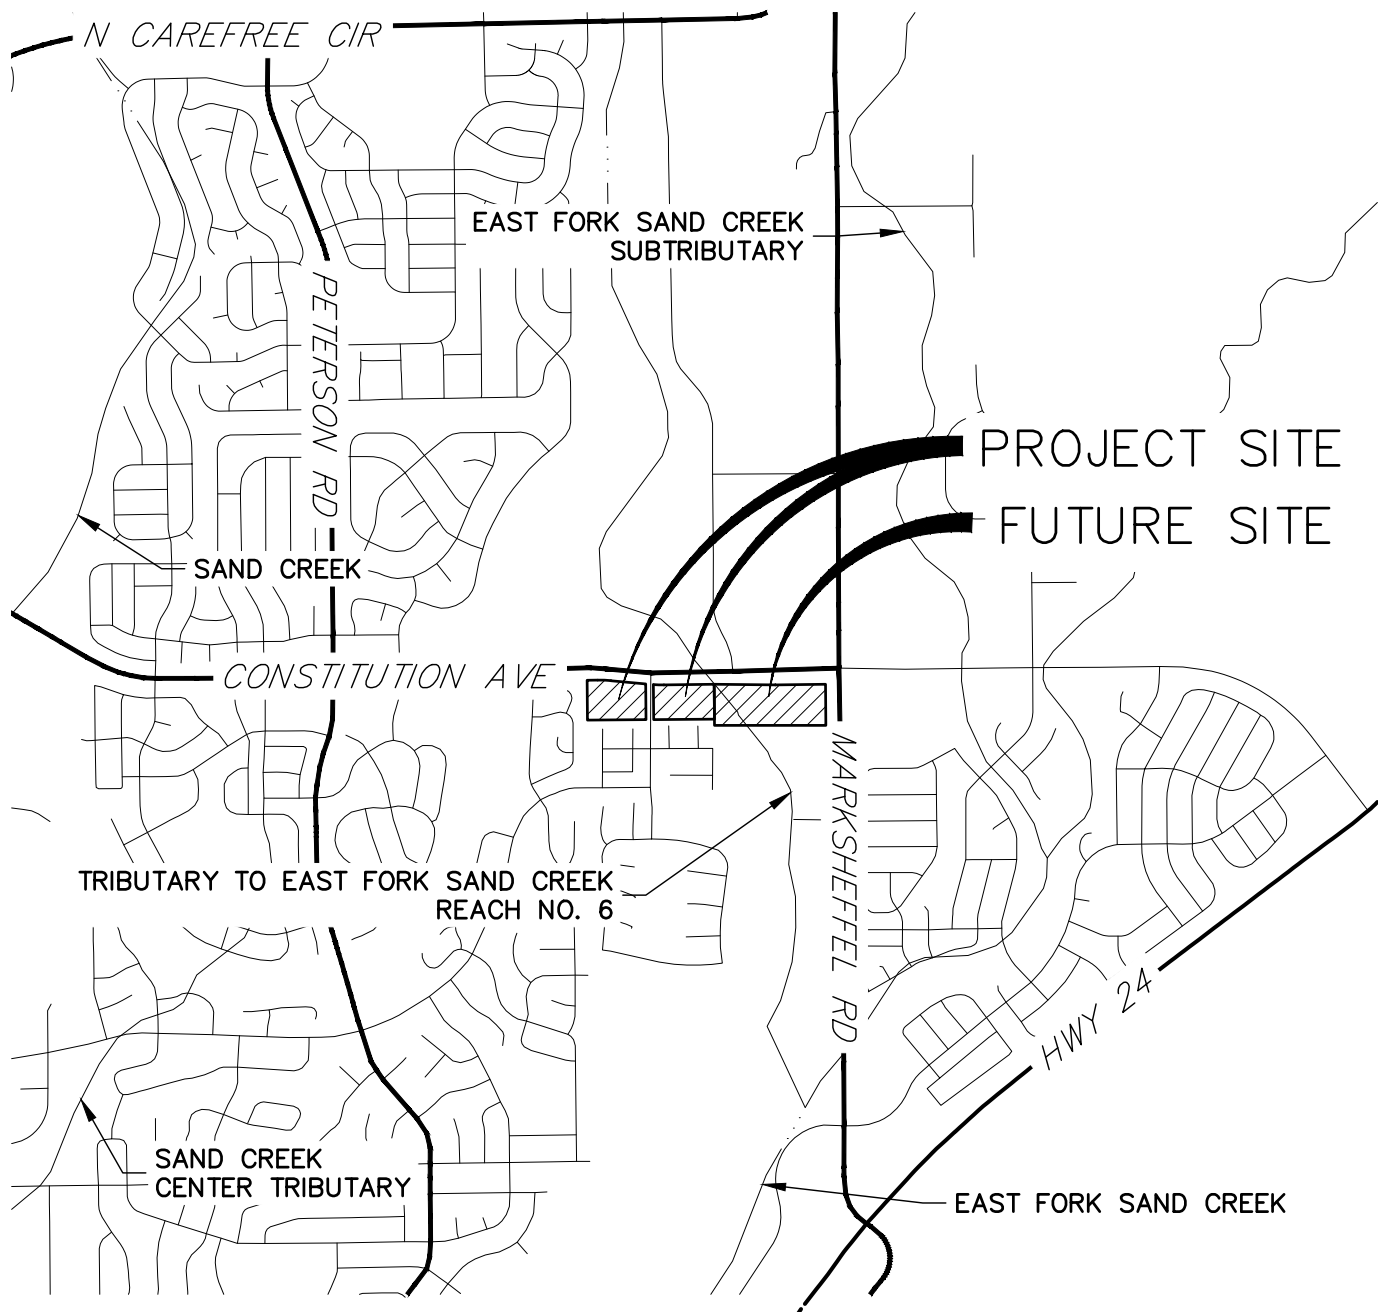 N CAREFREE CIR
EAST FORK SAND CREEK
SUBTRIBUTARY
PETERSON RD
PROJECT SITE
FUTURE SITE
SAND CREEK
CONSTITUTION AVE
MARKSHEFFEL RD
TRIBUTARY TO EAST FORK SAND CREEK
REACH NO. 6
HWY 24
SAND CREEK
CENTER TRIBUTARY
EAST FORK SAND CREEK